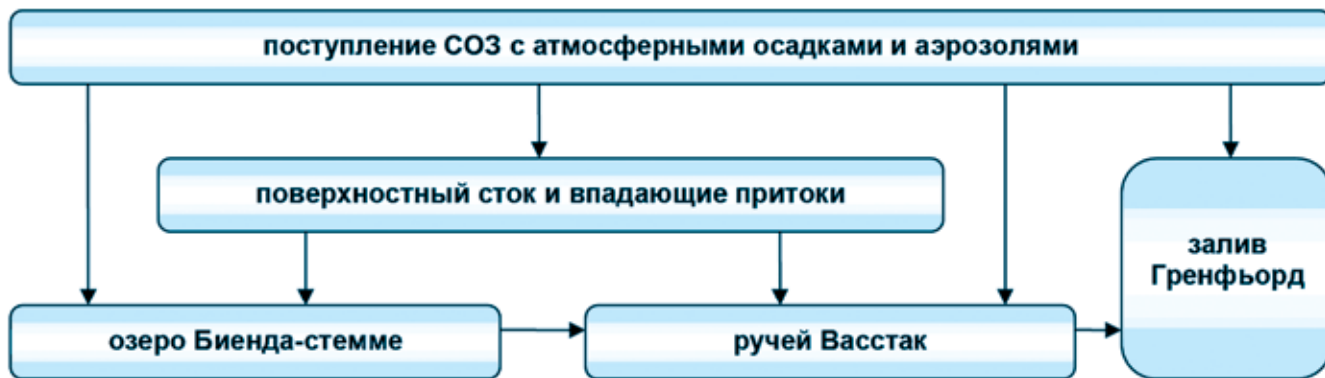 поступление СОЗ с атмосферными осадками и аэрозолями
поверхностный сток и впадающие притоки
залив
Гренфьорд
озеро Биенда-стемме
ручей Васстак